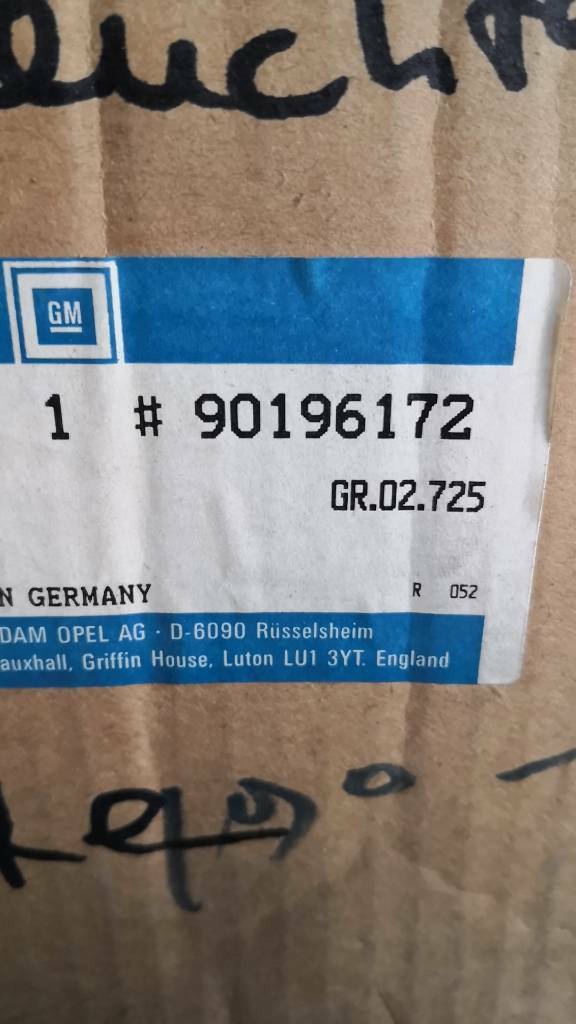 GM
1 # 90196172
GR.02.725
N GERMANY R 052
DAM OPEL AG · D-6090 Rüsselsheim
auxhall, Griffin House, Luton LU1 3YT. England